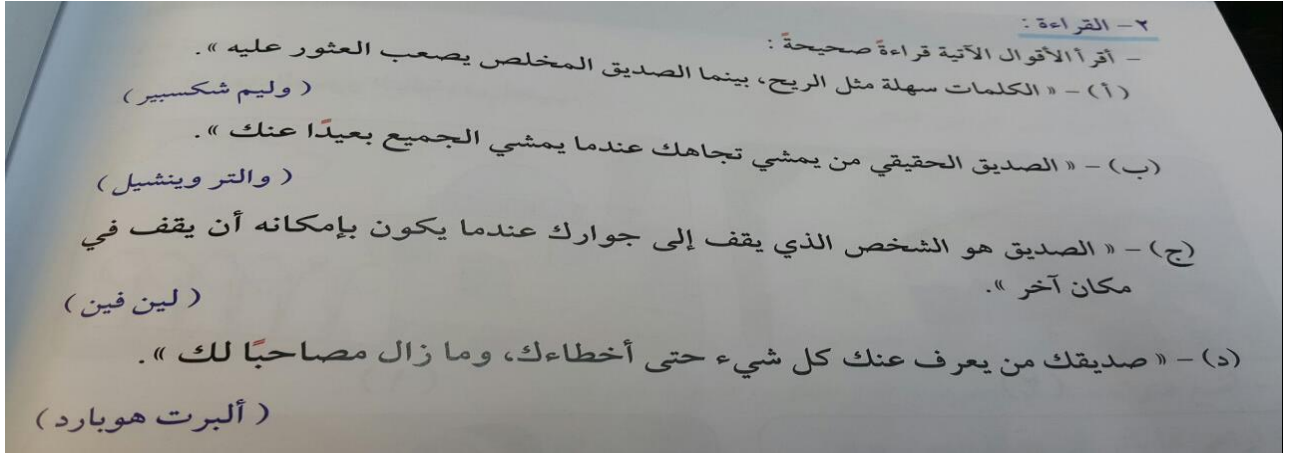 ٢ – القراءة :
– أقرأ الأقوال الآتية قراءةً صحيحةً :
(أ) – « الكلمات سهلة مثل الريح، بينما الصديق المخلص يصعب العثور عليه ».
( وليم شكسبير )
(ب) – « الصديق الحقيقي من يمشي تجاهك عندما يمشي الجميع بعيدًا عنك ».
( والتر وينشيل )
(ج) – « الصديق هو الشخص الذي يقف إلى جوارك عندما يكون بإمكانه أن يقف في
مكان آخر ».
( لين فين )
(د) – « صديقك من يعرف عنك كل شيء حتى أخطاءك، وما زال مصاحبًا لك ».
( ألبرت هوبارد )